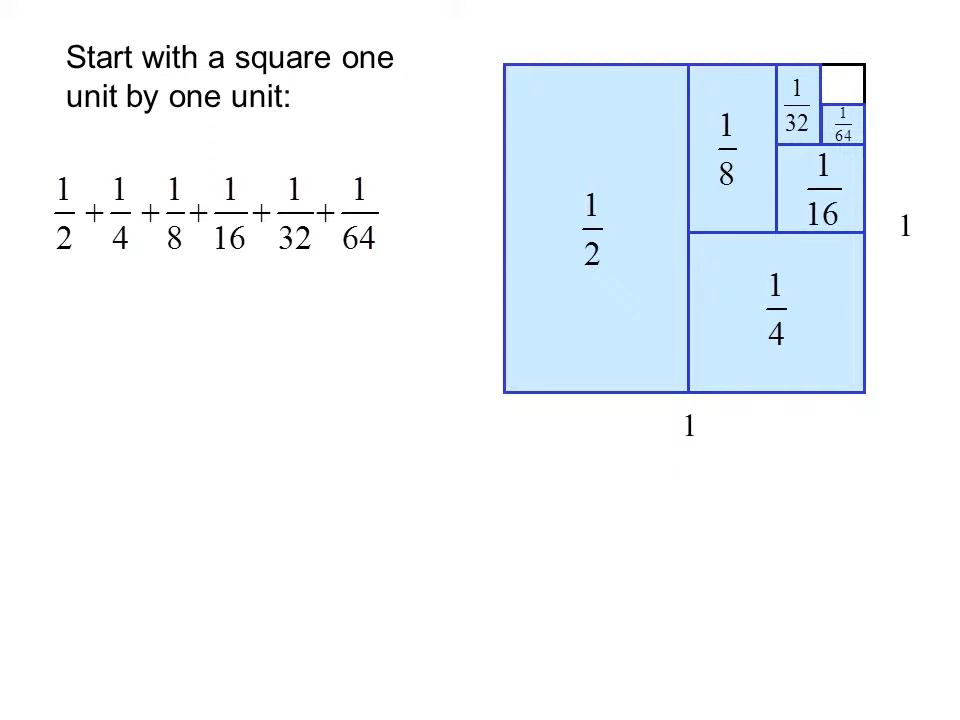 Start with a square one
unit by one unit:
1/2 + 1/4 + 1/8 + 1/16 + 1/32 + 1/64
1/2
1/8
1/32
1/64
1/16
1
1/4
1